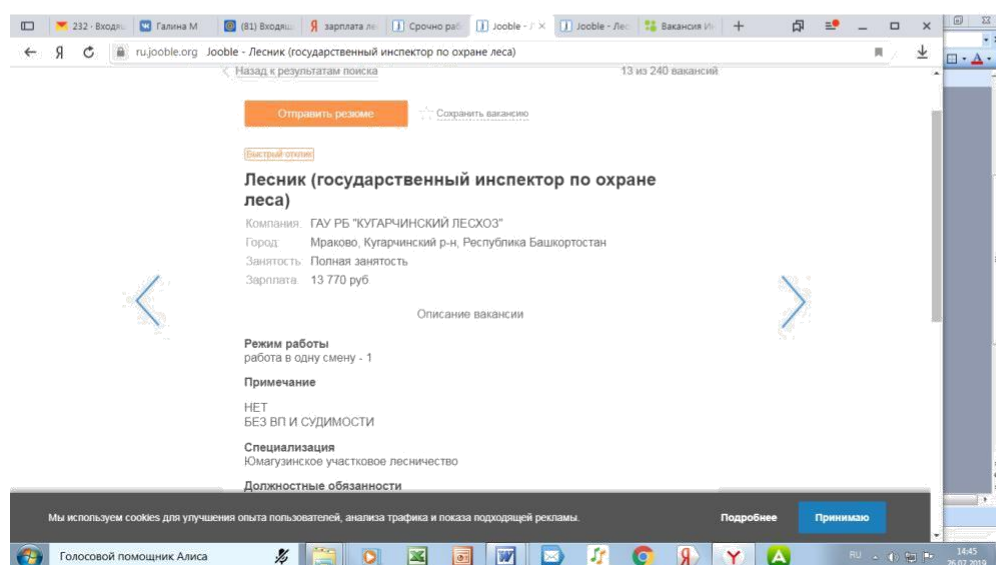 232 - Входящ
Галина М
(81) Входящ
зарплата ле
Срочно раб
Jooble - Г
Jooble - Лес
Вакансия И
ru.jooble.org Jooble - Лесник (государственный инспектор по охране леса)
Назад к результатам поиска
13 из 240 вакансий
Отправить резюме
Сохранить вакансию
Быстрый отклик
Лесник (государственный инспектор по охране
леса)
Компания: ГАУ РБ "КУГАРЧИНСКИЙ ЛЕСХОЗ"
Город: Мраково, Кугарчинский р-н, Республика Башкортостан
Занятость: Полная занятость
Зарплата: 13 770 руб
Описание вакансии
Режим работы
работа в одну смену - 1
Примечание
НЕТ
БЕЗ ВП И СУДИМОСТИ
Специализация
Юмагузинское участковое лесничество
Должностные обязанности
Мы используем cookies для улучшения опыта пользователей, анализа трафика и показа подходящей рекламы.
Подробнее
Принимаю
Голосовой помощник Алиса
RU
14:45
26.07.2019